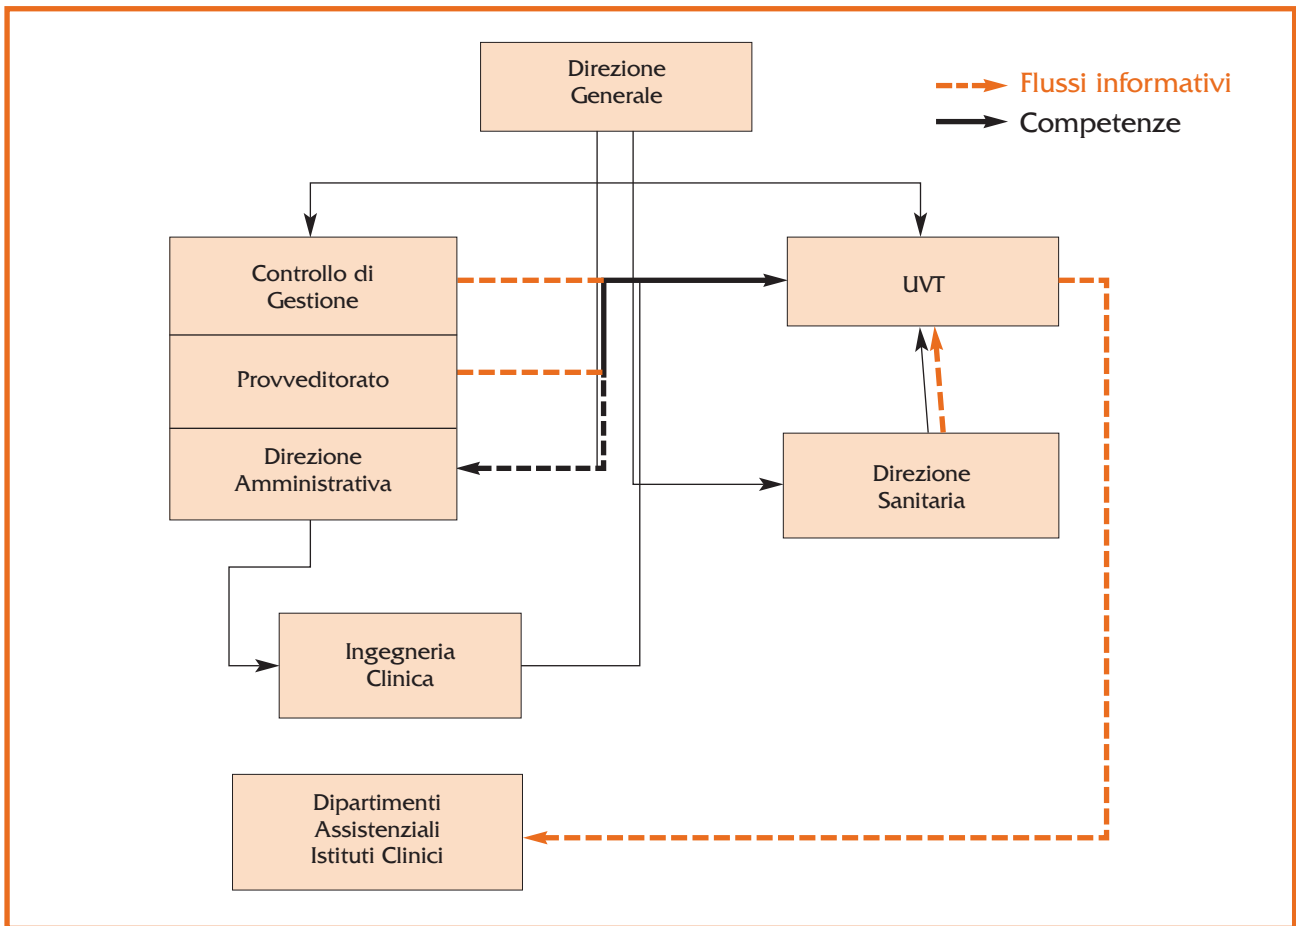 Direzione
Generale
Flussi informativi
Competenze
Controllo di
Gestione
UVT
Provveditorato
Direzione
Amministrativa
Direzione
Sanitaria
Ingegneria
Clinica
Dipartimenti
Assistenziali
Istituti Clinici